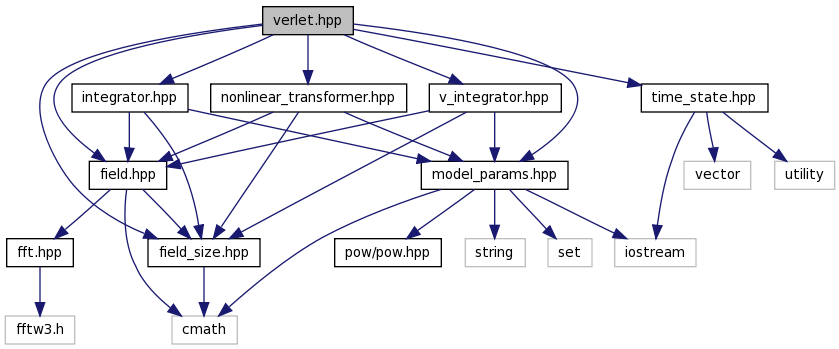 verlet.hpp
integrator.hpp
nonlinear_transformer.hpp
v_integrator.hpp
time_state.hpp
field.hpp
model_params.hpp
vector
utility
fft.hpp
field_size.hpp
pow/pow.hpp
string
set
iostream
fftw3.h
cmath